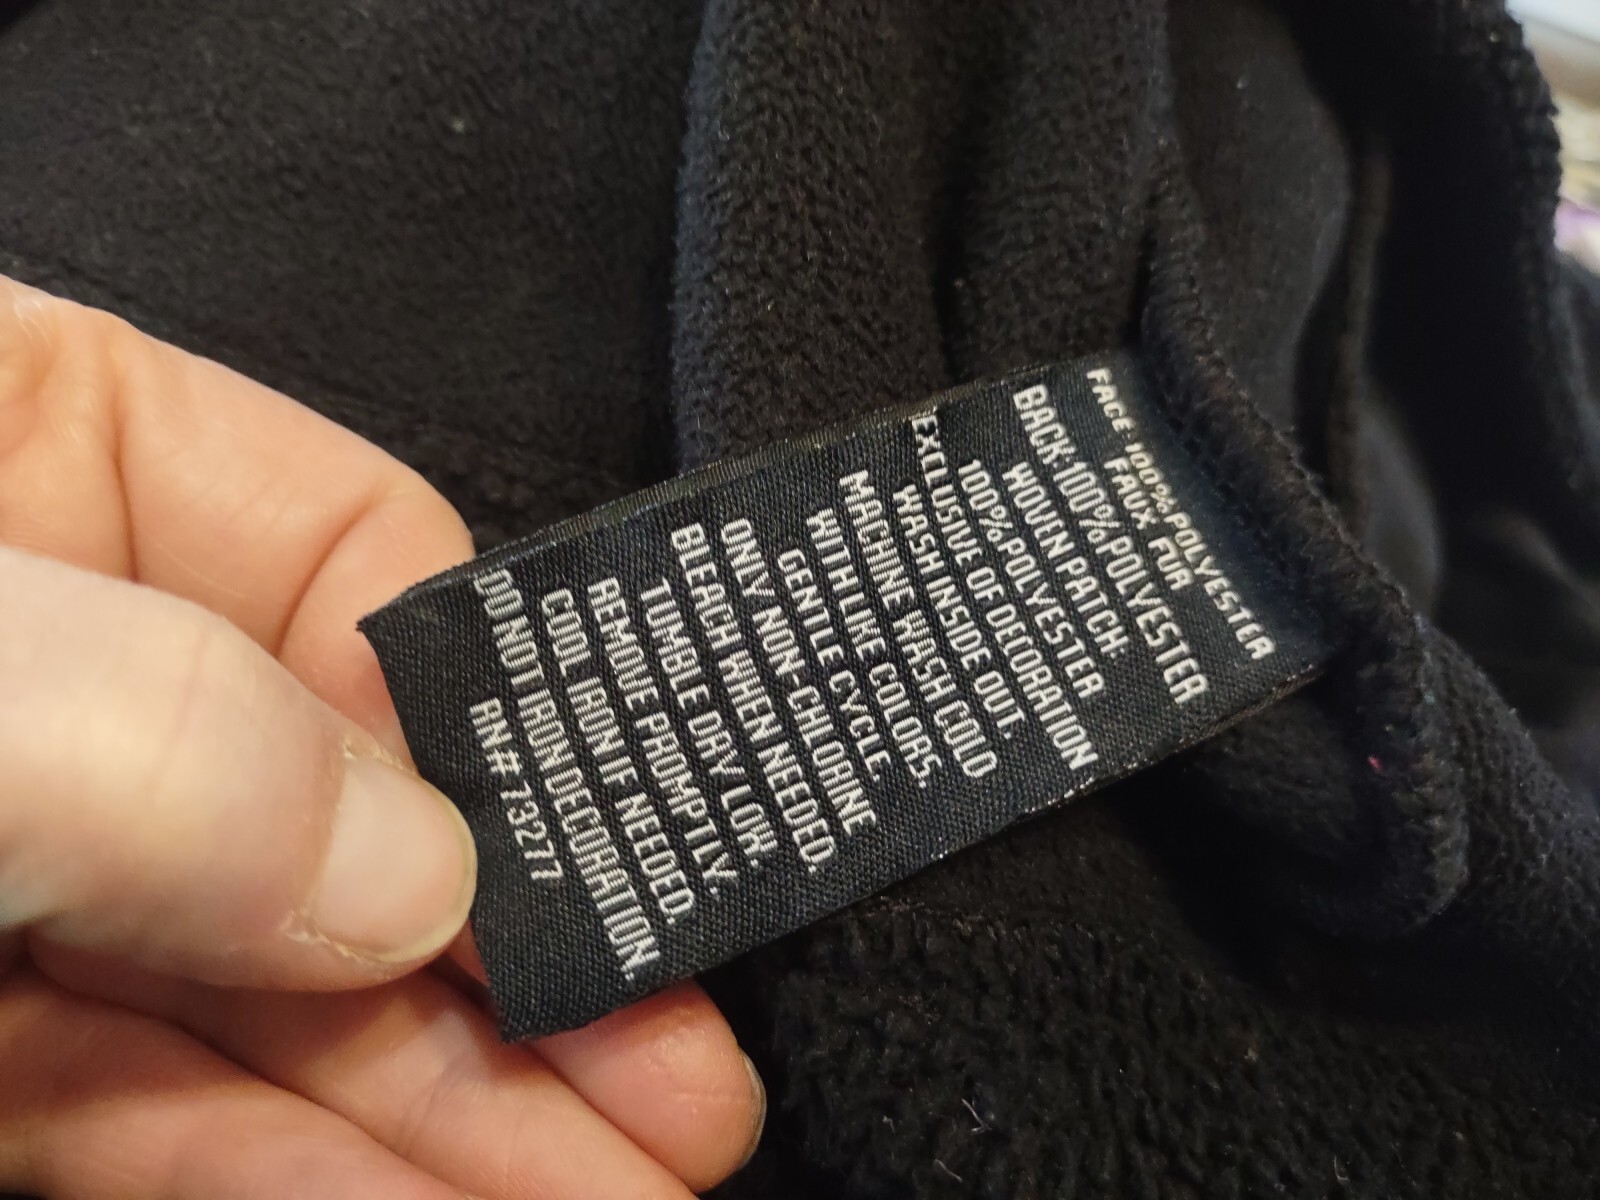 FACE:100%POLYESTER
FAUX FUR
BACK:100%POLYESTER
WOVEN PATCH:
100%POLYESTER
EXCLUSIVE OF DECORATION
WASH INSIDE OUT.
MACHINE WASH COLD
WITH LIKE COLORS.
GENTLE CYCLE.
ONLY NON-CHLORINE
BLEACH WHEN NEEDED.
TUMBLE DRY LOW.
REMOVE PROMPTLY.
COOL IRON IF NEEDED.
DO NOT IRON DECORATION.
RN# 73277